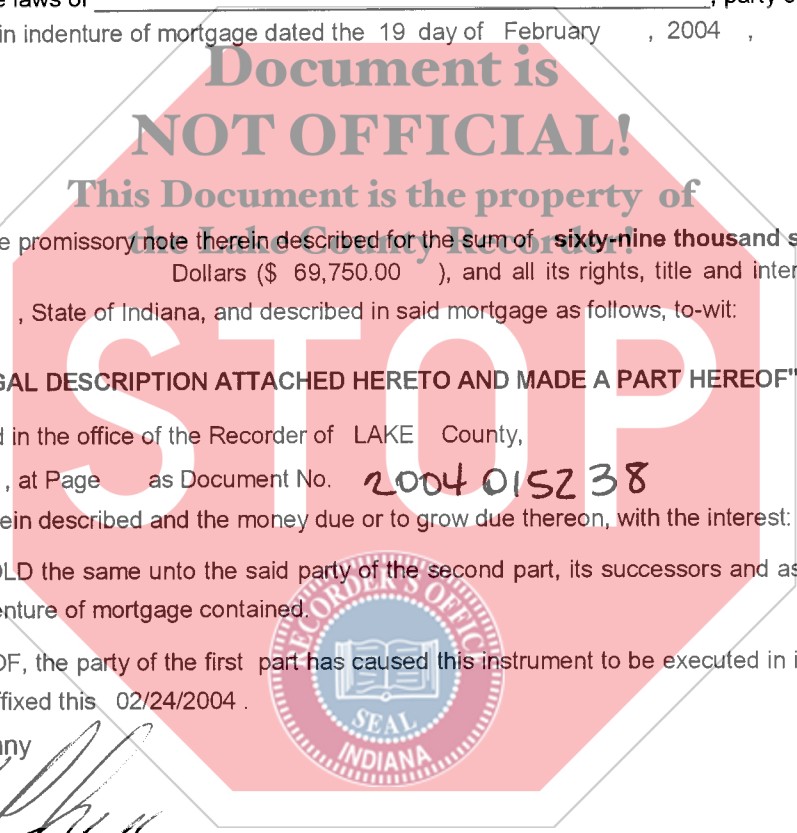 e laws of , party o
in indenture of mortgage dated the 19 day of February , 2004 ,
Document is
NOT OFFICIAL!
This Document is the property of
the Lake County Recorder!
e promissory note therein described for the sum of sixty-nine thousand s
Dollars ($ 69,750.00 ), and all its rights, title and inter
, State of Indiana, and described in said mortgage as follows, to-wit:
STOP
GAL DESCRIPTION ATTACHED HERETO AND MADE A PART HEREOF"
d in the office of the Recorder of LAKE County,
, at Page as Document No. 2004 015238
ein described and the money due or to grow due thereon, with the interest:
OLD the same unto the said party of the second part, its successors and as
enture of mortgage contained.
RECORDER'S OFFICE
OF, the party of the first part has caused this instrument to be executed in i
ffixed this 02/24/2004 .
SEAL
INDIANA
ny